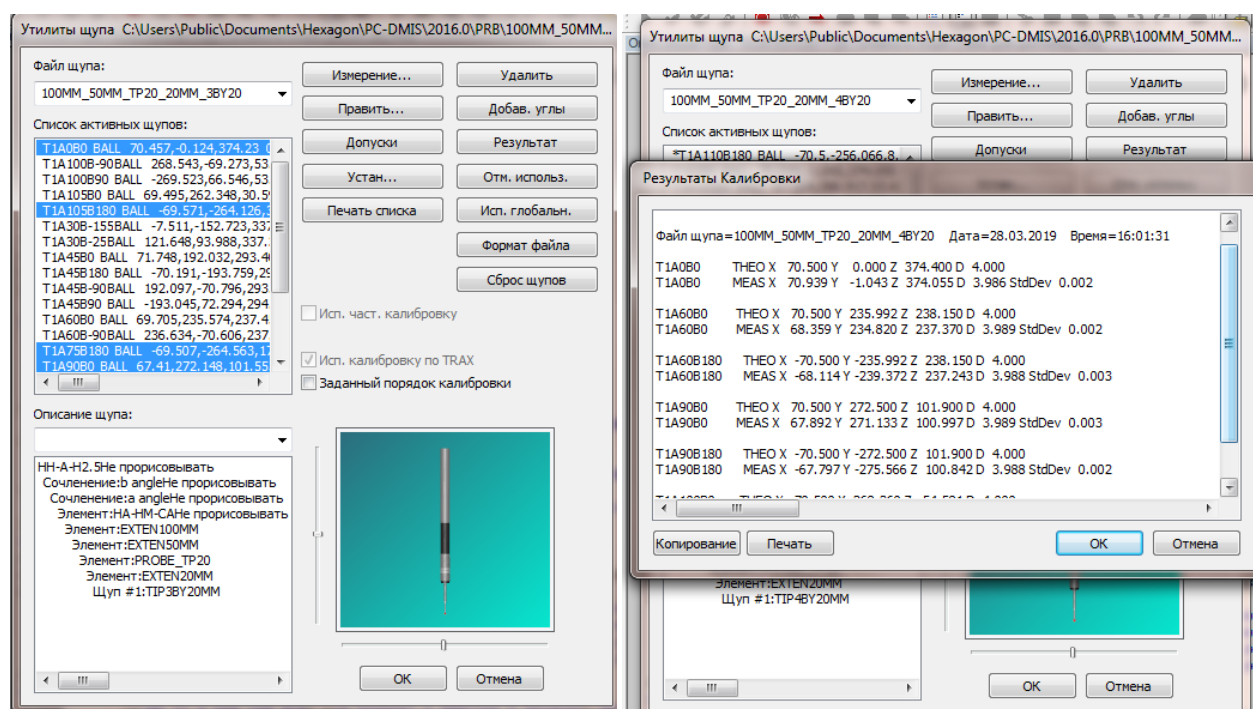 Утилиты щупа C:\Users\Public\Documents\Hexagon\PC-DMIS\2016.0\PRB\100MM_50MM...
Файл щупа:
100MM_50MM_TP20_20MM_3BY20
Измерение...
Удалить
Править...
Добав. углы
Список активных щупов:
Допуски
Результат
Устан...
Отм. использ.
Печать списка
Исп. глобальн.
Формат файла
Сброс щупов
T1A0B0 BALL 70.457,-0.124,374.23
T1A100B-90BALL 268.543,-69.273,53
T1A100B90 BALL -269.523,66.546,53
T1A105B0 BALL 69.495,262.348,30.5
T1A105B180 BALL -69.571,-264.126,
T1A30B-155BALL -7.511,-152.723,337
T1A30B-25BALL 121.648,93.988,337.
T1A45B0 BALL 71.748,192.032,293.4
T1A45B180 BALL -70.191,-193.759,29
T1A45B-90BALL 192.097,-70.796,293
T1A45B90 BALL -193.045,72.294,294
T1A60B0 BALL 69.705,235.574,237.4
T1A60B-90BALL 236.634,-70.606,237
T1A75B180 BALL -69.507,-264.563,17
T1A90B0 BALL 67.41,272.148,101.55
Исп. част. калибровку
Исп. калибровку по TRAX
Заданный порядок калибровки
Описание щупа:
HH-A-H2.5Не прорисовывать
Сочленение:b angleНе прорисовывать
Сочленение:a angleНе прорисовывать
Элемент:HA-HM-CAНе прорисовывать
Элемент:EXTEN100MM
Элемент:EXTEN50MM
Элемент:PROBE_TP20
Элемент:EXTEN20MM
Щуп #1:TIP3BY20MM
OK
Отмена
Утилиты щупа C:\Users\Public\Documents\Hexagon\PC-DMIS\2016.0\PRB\100MM_50MM...
Файл щупа:
100MM_50MM_TP20_20MM_4BY20
Измерение...
Удалить
Править...
Добав. углы
Список активных щупов:
*T1A110B180 BALL -70.5,-256.066,8.
Допуски
Результат
Результаты Калибровки
Файл щупа=100MM_50MM_TP20_20MM_4BY20 Дата=28.03.2019 Время=16:01:31
T1A0B0 THEO X 70.500 Y 0.000 Z 374.400 D 4.000
T1A0B0 MEAS X 70.939 Y -1.043 Z 374.055 D 3.986 StdDev 0.002
T1A60B0 THEO X 70.500 Y 235.992 Z 238.150 D 4.000
T1A60B0 MEAS X 68.359 Y 234.820 Z 237.370 D 3.989 StdDev 0.002
T1A60B180 THEO X -70.500 Y -235.992 Z 238.150 D 4.000
T1A60B180 MEAS X -68.114 Y -239.372 Z 237.243 D 3.988 StdDev 0.003
T1A90B0 THEO X 70.500 Y 272.500 Z 101.900 D 4.000
T1A90B0 MEAS X 67.892 Y 271.133 Z 100.997 D 3.989 StdDev 0.003
T1A90B180 THEO X -70.500 Y -272.500 Z 101.900 D 4.000
T1A90B180 MEAS X -67.797 Y -275.566 Z 100.842 D 3.988 StdDev 0.002
Копирование
Печать
OK
Отмена
Элемент:EXTEN20MM
Щуп #1:TIP4BY20MM
OK
Отмена